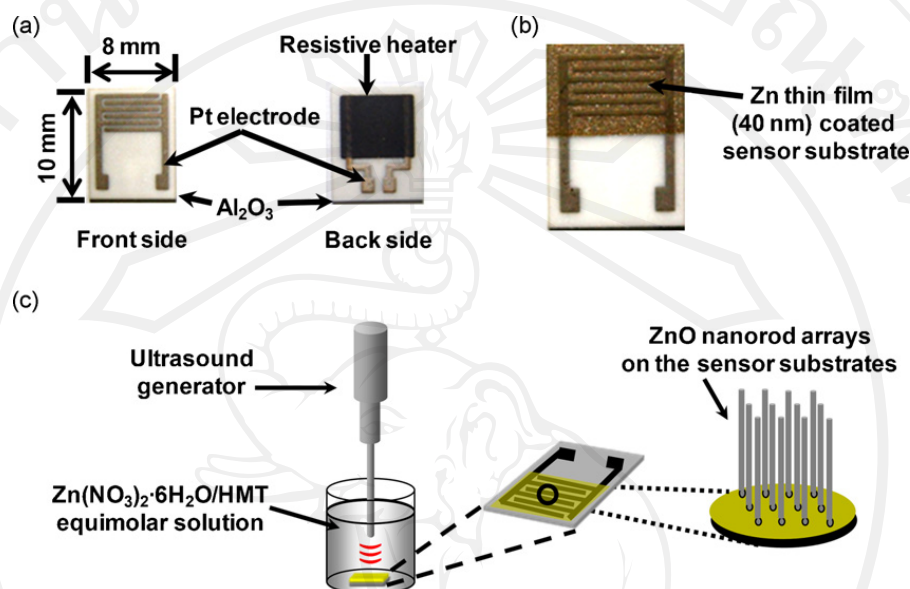 (a)
8 mm
10 mm
Resistive heater
Pt electrode
Al₂O₃
Front side
Back side
(b)
Zn thin film
(40 nm) coated
sensor substrate
(c)
Ultrasound
generator
Zn(NO₃)₂·6H₂O/HMT
equimolar solution
ZnO nanorod arrays
on the sensor substrates